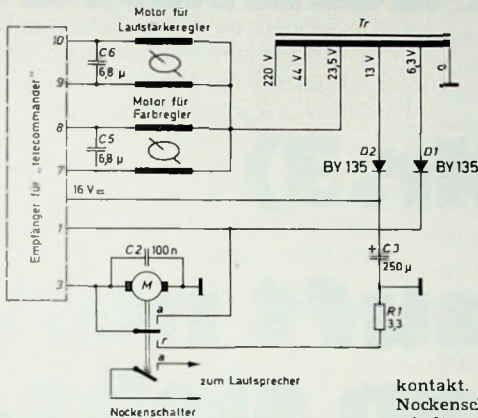 Motor für
Lautstärkeregler
Tr
10
C6
6,8 µ
9
220 V
44 V
23,5 V
13 V
6,3 V
0
Motor für
Farbregler
8
C5
6,8 µ
7
D2
D1
BY 135
BY 135
16 V=
Empfänger für „telecommander“
1
C2
100 n
+
C3
250 µ
3
M
a
r
R1
3,3
a
zum Lautsprecher
Nockenschalter
kontakt.
Nockensch